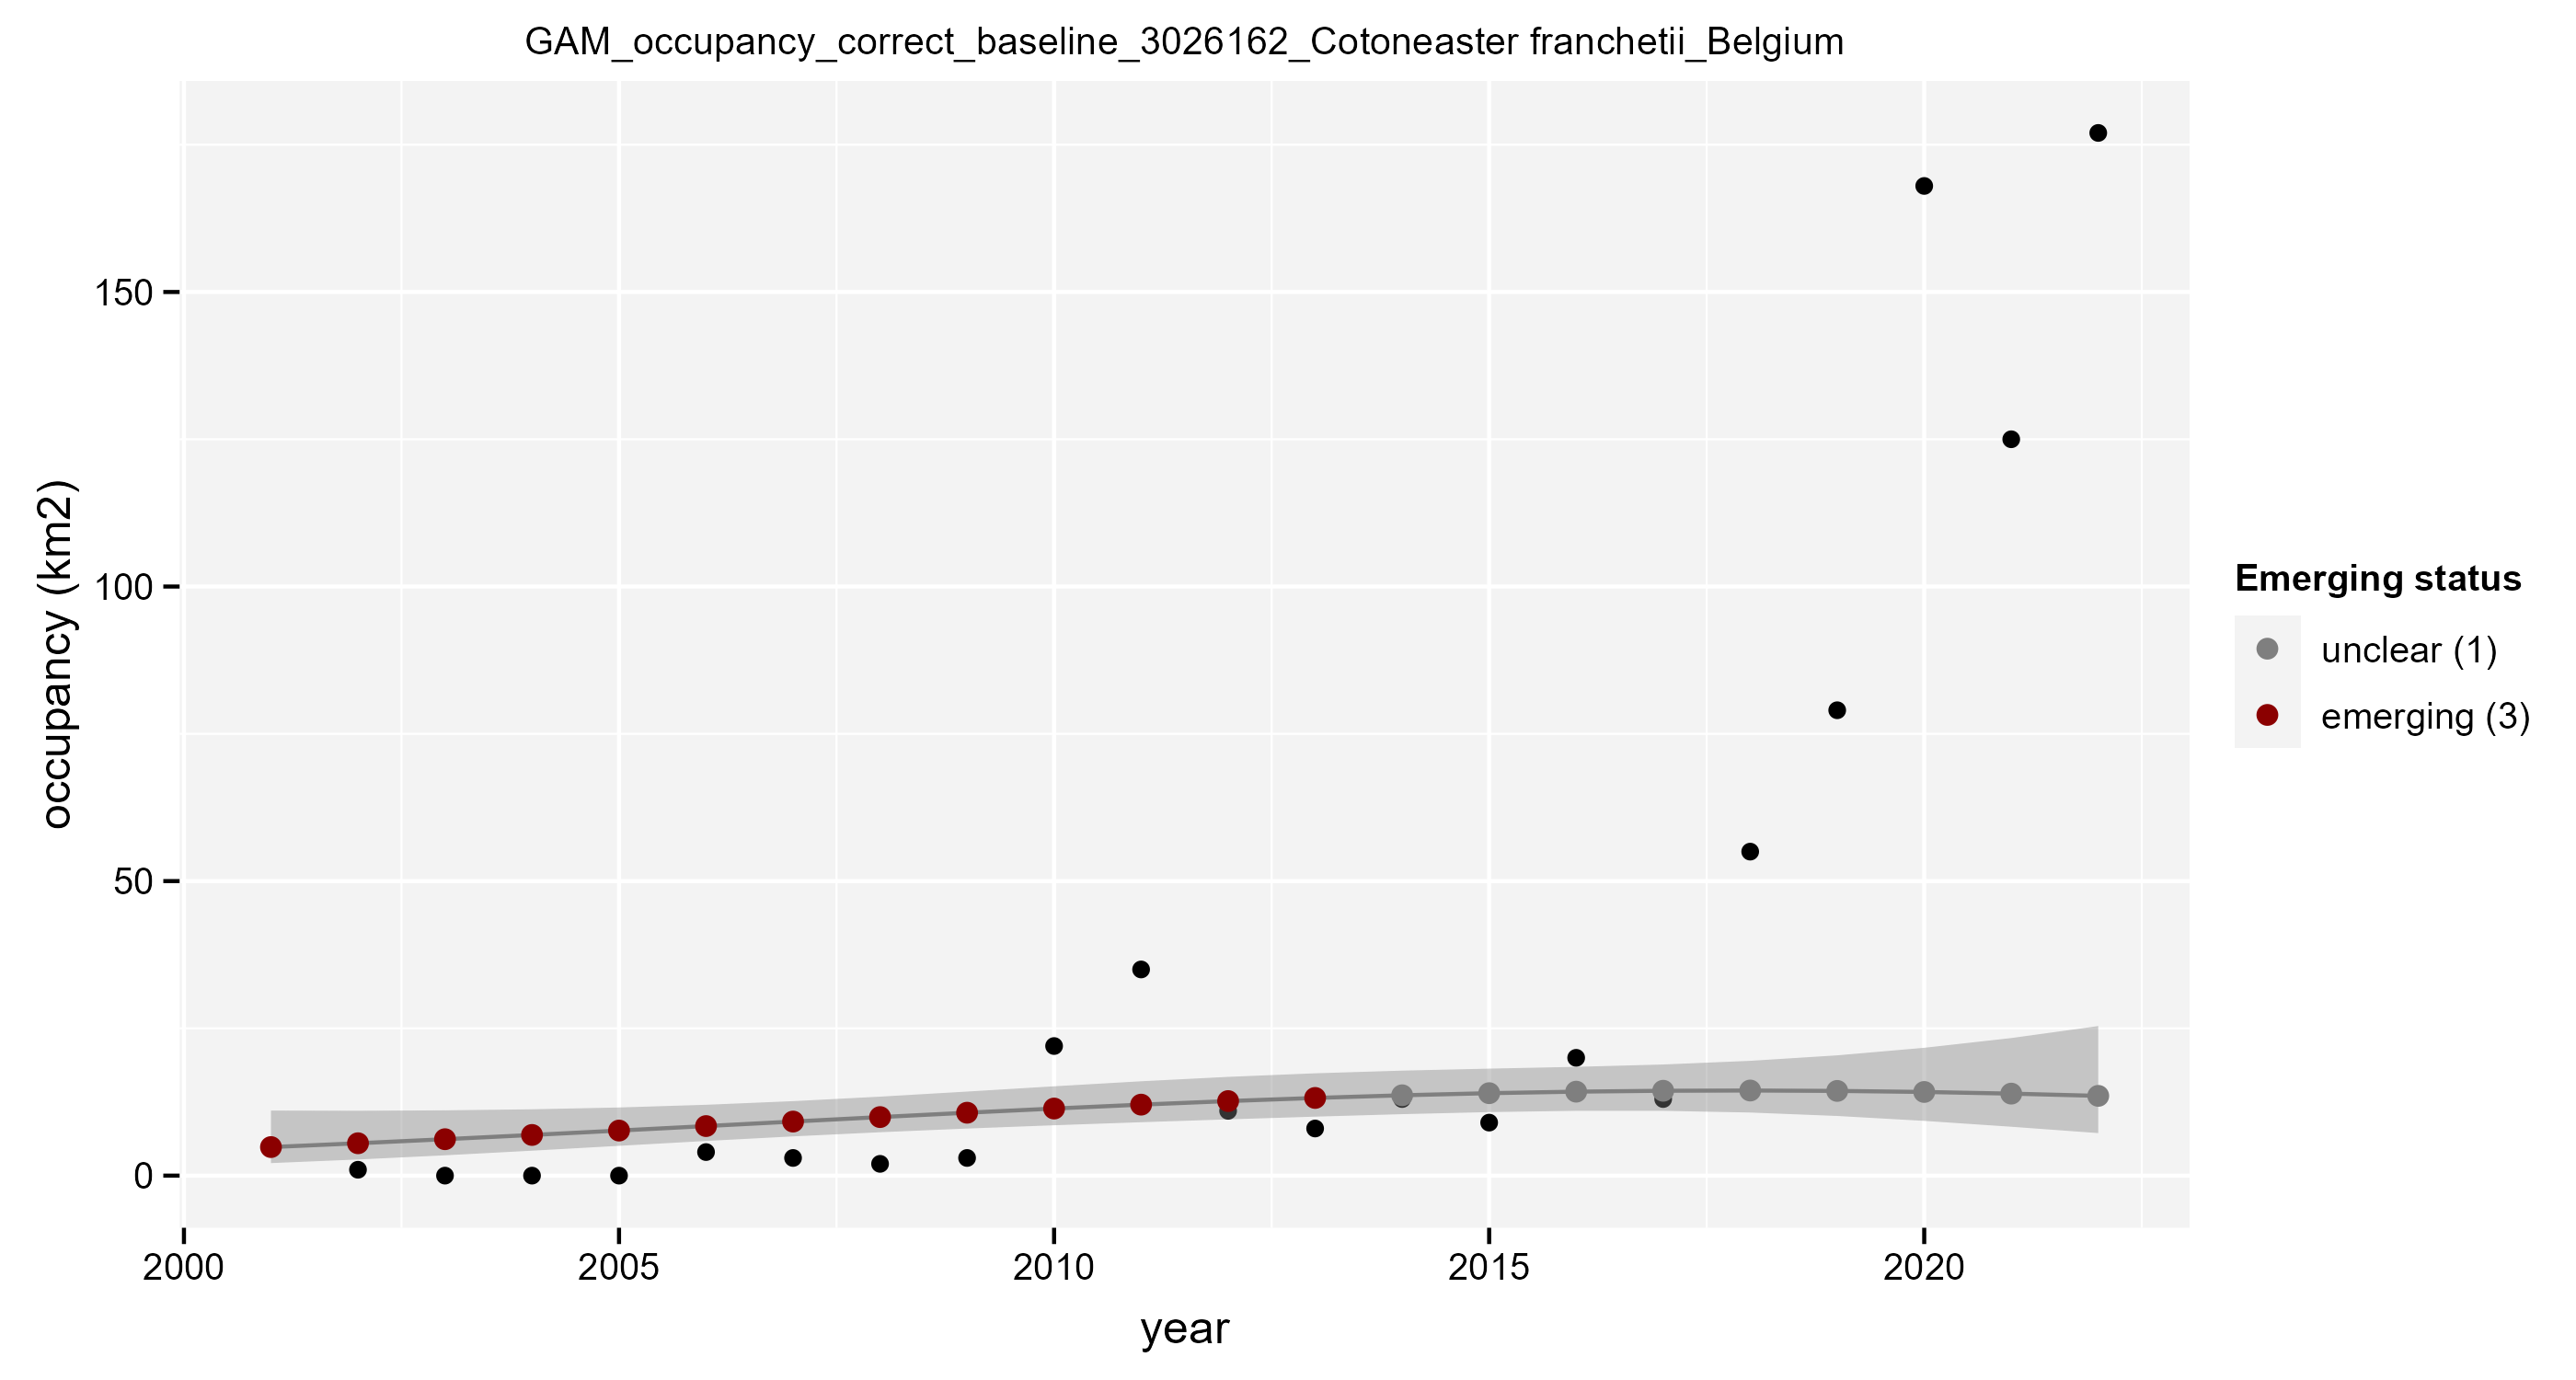 GAM_occupancy_correct_baseline_3026162_Cotoneaster franchetii_Belgium
occupancy (km2)
150
100
50
0
2000 2005 2010 2015 2020
year
Emerging status
unclear (1)
emerging (3)